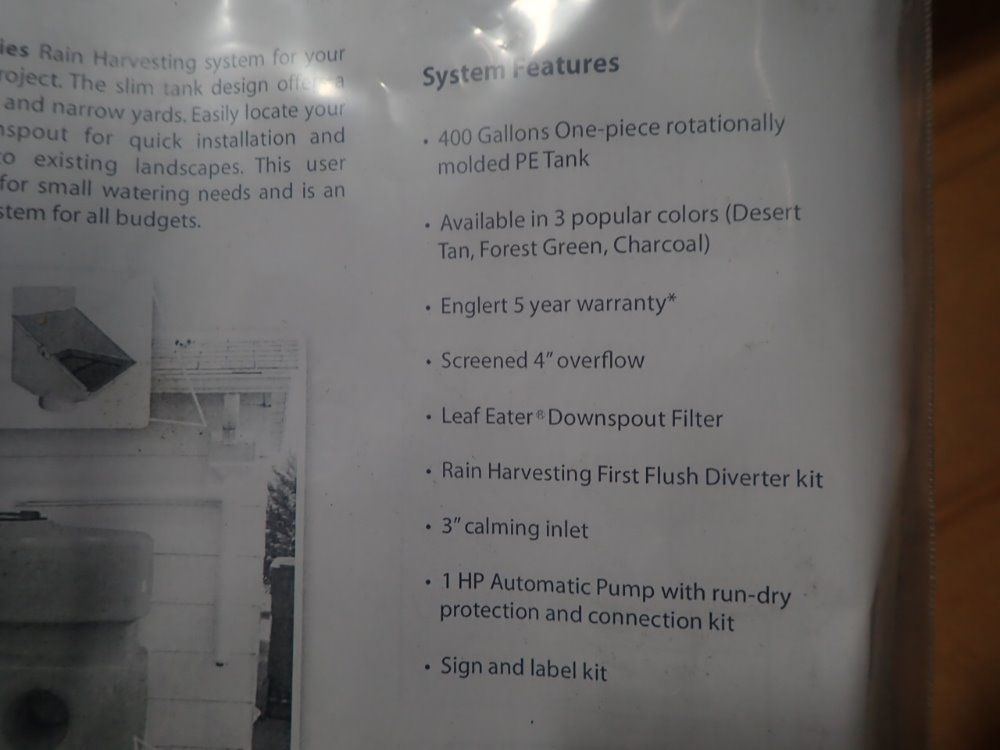 ies Rain Harvesting system for your
roject. The slim tank design offers a
and narrow yards. Easily locate your
nspout for quick installation and
o existing landscapes. This user
for small watering needs and is an
stem for all budgets.
System Features
• 400 Gallons One-piece rotationally
molded PE Tank
• Available in 3 popular colors (Desert
Tan, Forest Green, Charcoal)
• Englert 5 year warranty*
• Screened 4" overflow
• Leaf Eater® Downspout Filter
• Rain Harvesting First Flush Diverter kit
• 3" calming inlet
• 1 HP Automatic Pump with run-dry
protection and connection kit
• Sign and label kit